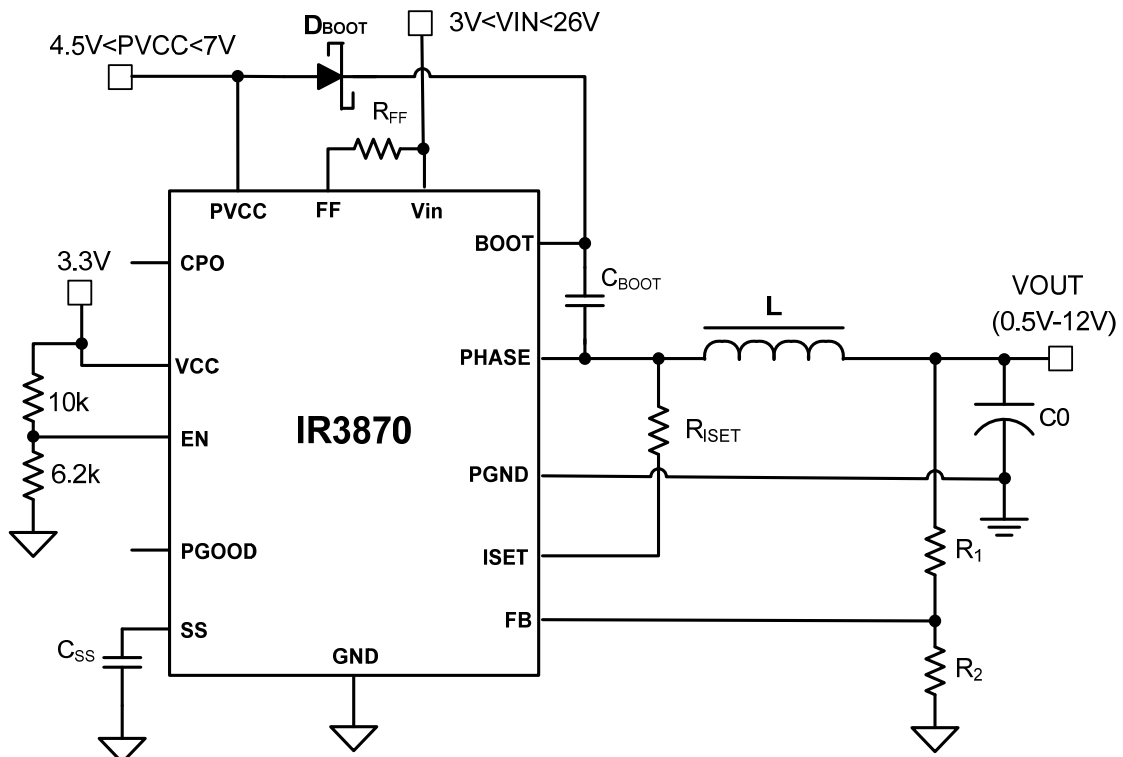 DBOOT
3V<VIN<26V
4.5V<PVCC<7V
RFF
PVCC
FF
Vin
BOOT
CPO
3.3V
CBOOT
VOUT
(0.5V-12V)
L
PHASE
VCC
10k
C0
RISET
IR3870
EN
6.2k
PGND
PGOOD
ISET
R1
FB
SS
CSS
GND
R2